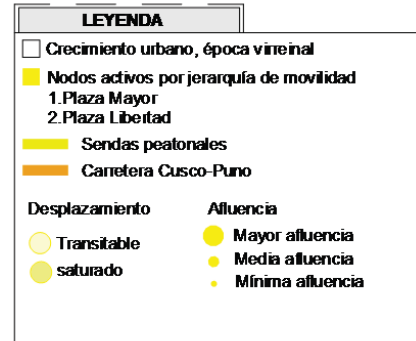 LEYENDA
Crecimiento urbano, época virreinal
Nodos activos por jerarquía de movilidad
1.Plaza Mayor
2.Plaza Libertad
Sendas peatonales
Carretera Cusco-Puno
Desplazamiento
Transitable
saturado
Afluencia
Mayor afluencia
Media afluencia
Mínima afluencia